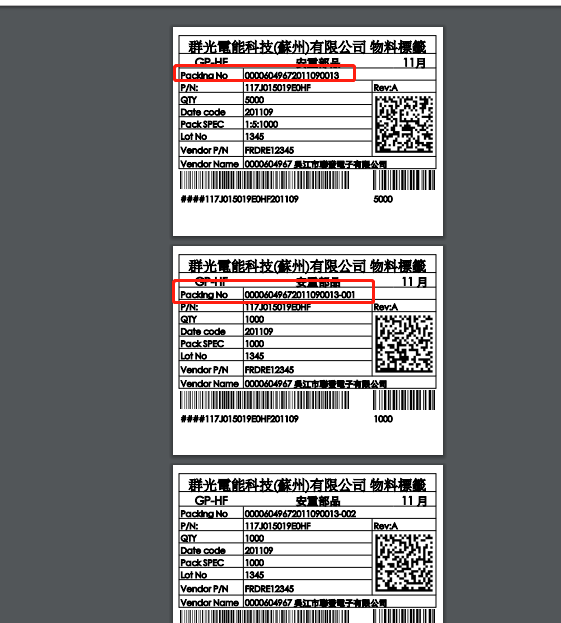 群光電能科技(蘇州)有限公司 物料標籤
GP-HF 安重部品 11月
Packing No 00006049672011090013
P/N: 117J015019E0HF Rev:A
QTY 5000
Date code 201109
Pack SPEC 1:5:1000
Lot No 1345
Vendor P/N FRDRE12345
Vendor Name 0000604967 吳江市聯發電子有限公司
####117J015019E0HF201109 5000
群光電能科技(蘇州)有限公司 物料標籤
GP-HF 安重部品 11月
Packing No 00006049672011090013-001
P/N: 117J015019E0HF Rev:A
QTY 1000
Date code 201109
Pack SPEC 1000
Lot No 1345
Vendor P/N FRDRE12345
Vendor Name 0000604967 吳江市聯發電子有限公司
####117J015019E0HF201109 1000
群光電能科技(蘇州)有限公司 物料標籤
GP-HF 安重部品 11月
Packing No 00006049672011090013-002
P/N: 117J015019E0HF Rev:A
QTY 1000
Date code 201109
Pack SPEC 1000
Lot No 1345
Vendor P/N FRDRE12345
Vendor Name 0000604967 吳江市聯發電子有限公司